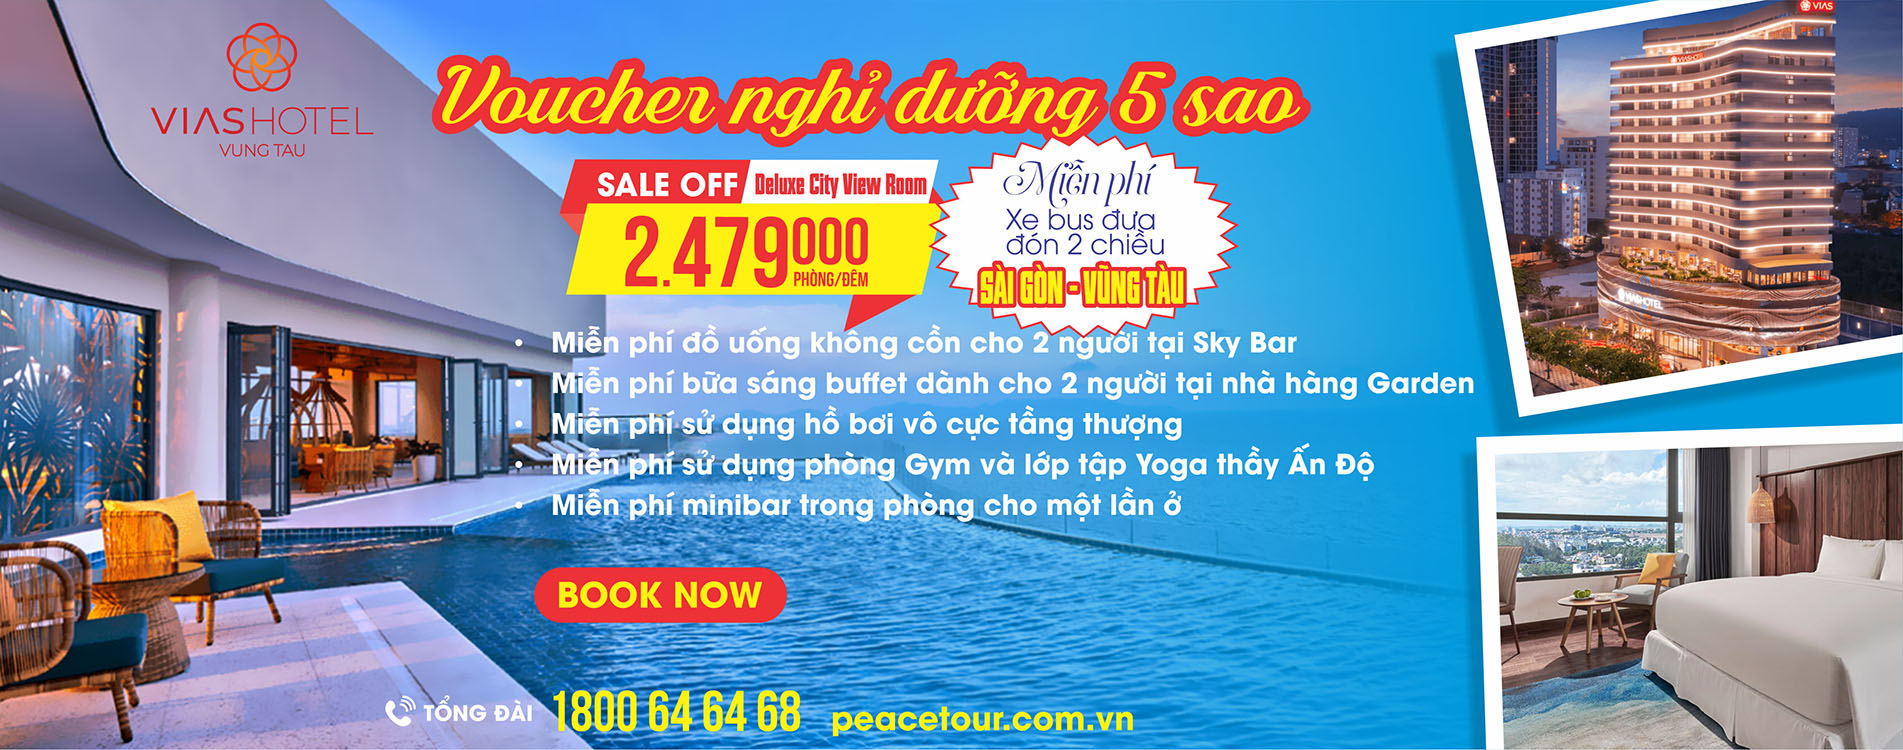 VIASHOTEL
VUNG TAU
Voucher nghỉ dưỡng 5 sao
SALE OFF Deluxe City View Room
2.479000
PHÒNG/ĐÊM
Miễn phí
Xe bus đưa
đón 2 chiều
SÀI GÒN - VŨNG TÀU
• Miễn phí đồ uống không cồn cho 2 người tại Sky Bar
• Miễn phí bữa sáng buffet dành cho 2 người tại nhà hàng Garden
• Miễn phí sử dụng hồ bơi vô cực tầng thượng
• Miễn phí sử dụng phòng Gym và lớp tập Yoga thầy Ấn Độ
• Miễn phí minibar trong phòng cho một lần ở
BOOK NOW
TỔNG ĐÀI 1800 64 64 68 peacetour.com.vn
VIAS
VIASHOTEL
VIASHOTEL